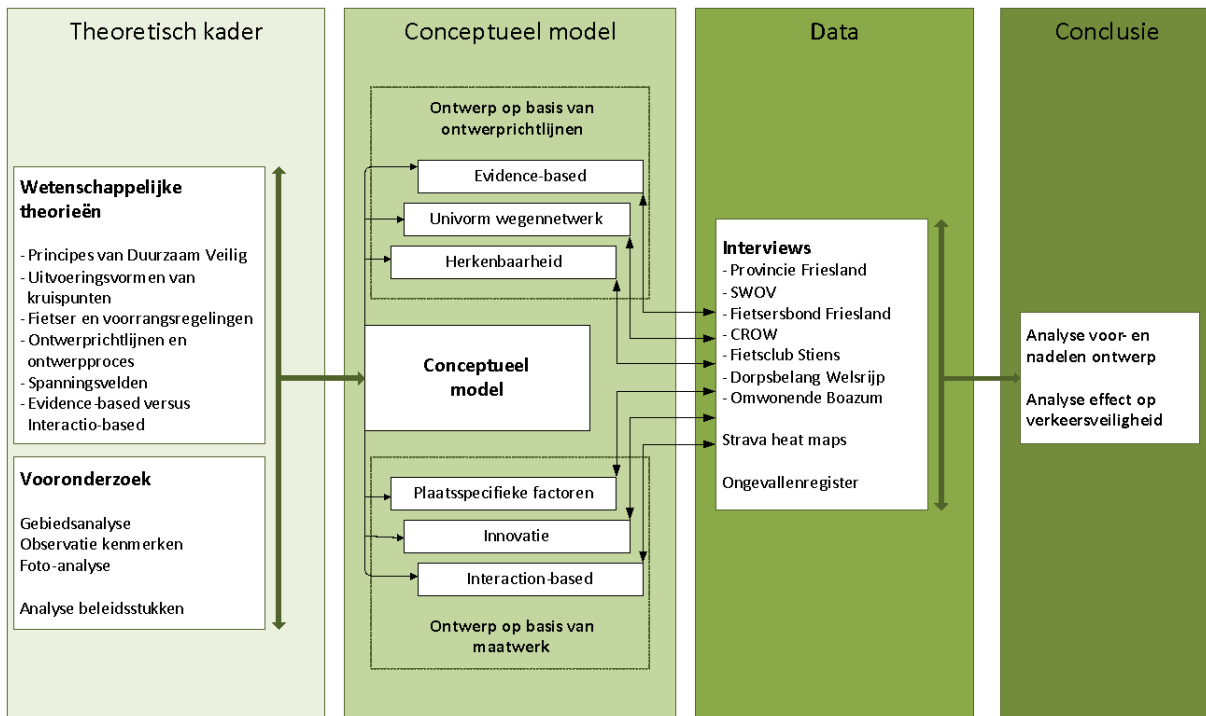 Theoretisch kader
Wetenschappelijke
theorieën
- Principes van Duurzaam Veilig
- Uitvoeringsvormen van
kruispunten
- Fietser en voorrangsregelingen
- Ontwerprichtlijnen en
ontwerpproces
- Spanningsvelden
- Evidence-based versus
Interactio-based
Vooronderzoek
Gebiedsanalyse
Observatie kenmerken
Foto-analyse
Analyse beleidsstukken
Conceptueel model
Ontwerp op basis van
ontwerprichtlijnen
Evidence-based
Univorm wegennetwerk
Herkenbaarheid
Conceptueel
model
Plaatsspecifieke factoren
Innovatie
Interaction-based
Ontwerp op basis van
maatwerk
Data
Interviews
- Provincie Friesland
- SWOV
- Fietsersbond Friesland
- CROW
- Fietsclub Stiens
- Dorpsbelang Welsrijp
- Omwonende Boazum
Strava heat maps
Ongevallenregister
Conclusie
Analyse voor- en
nadelen ontwerp
Analyse effect op
verkeersveiligheid